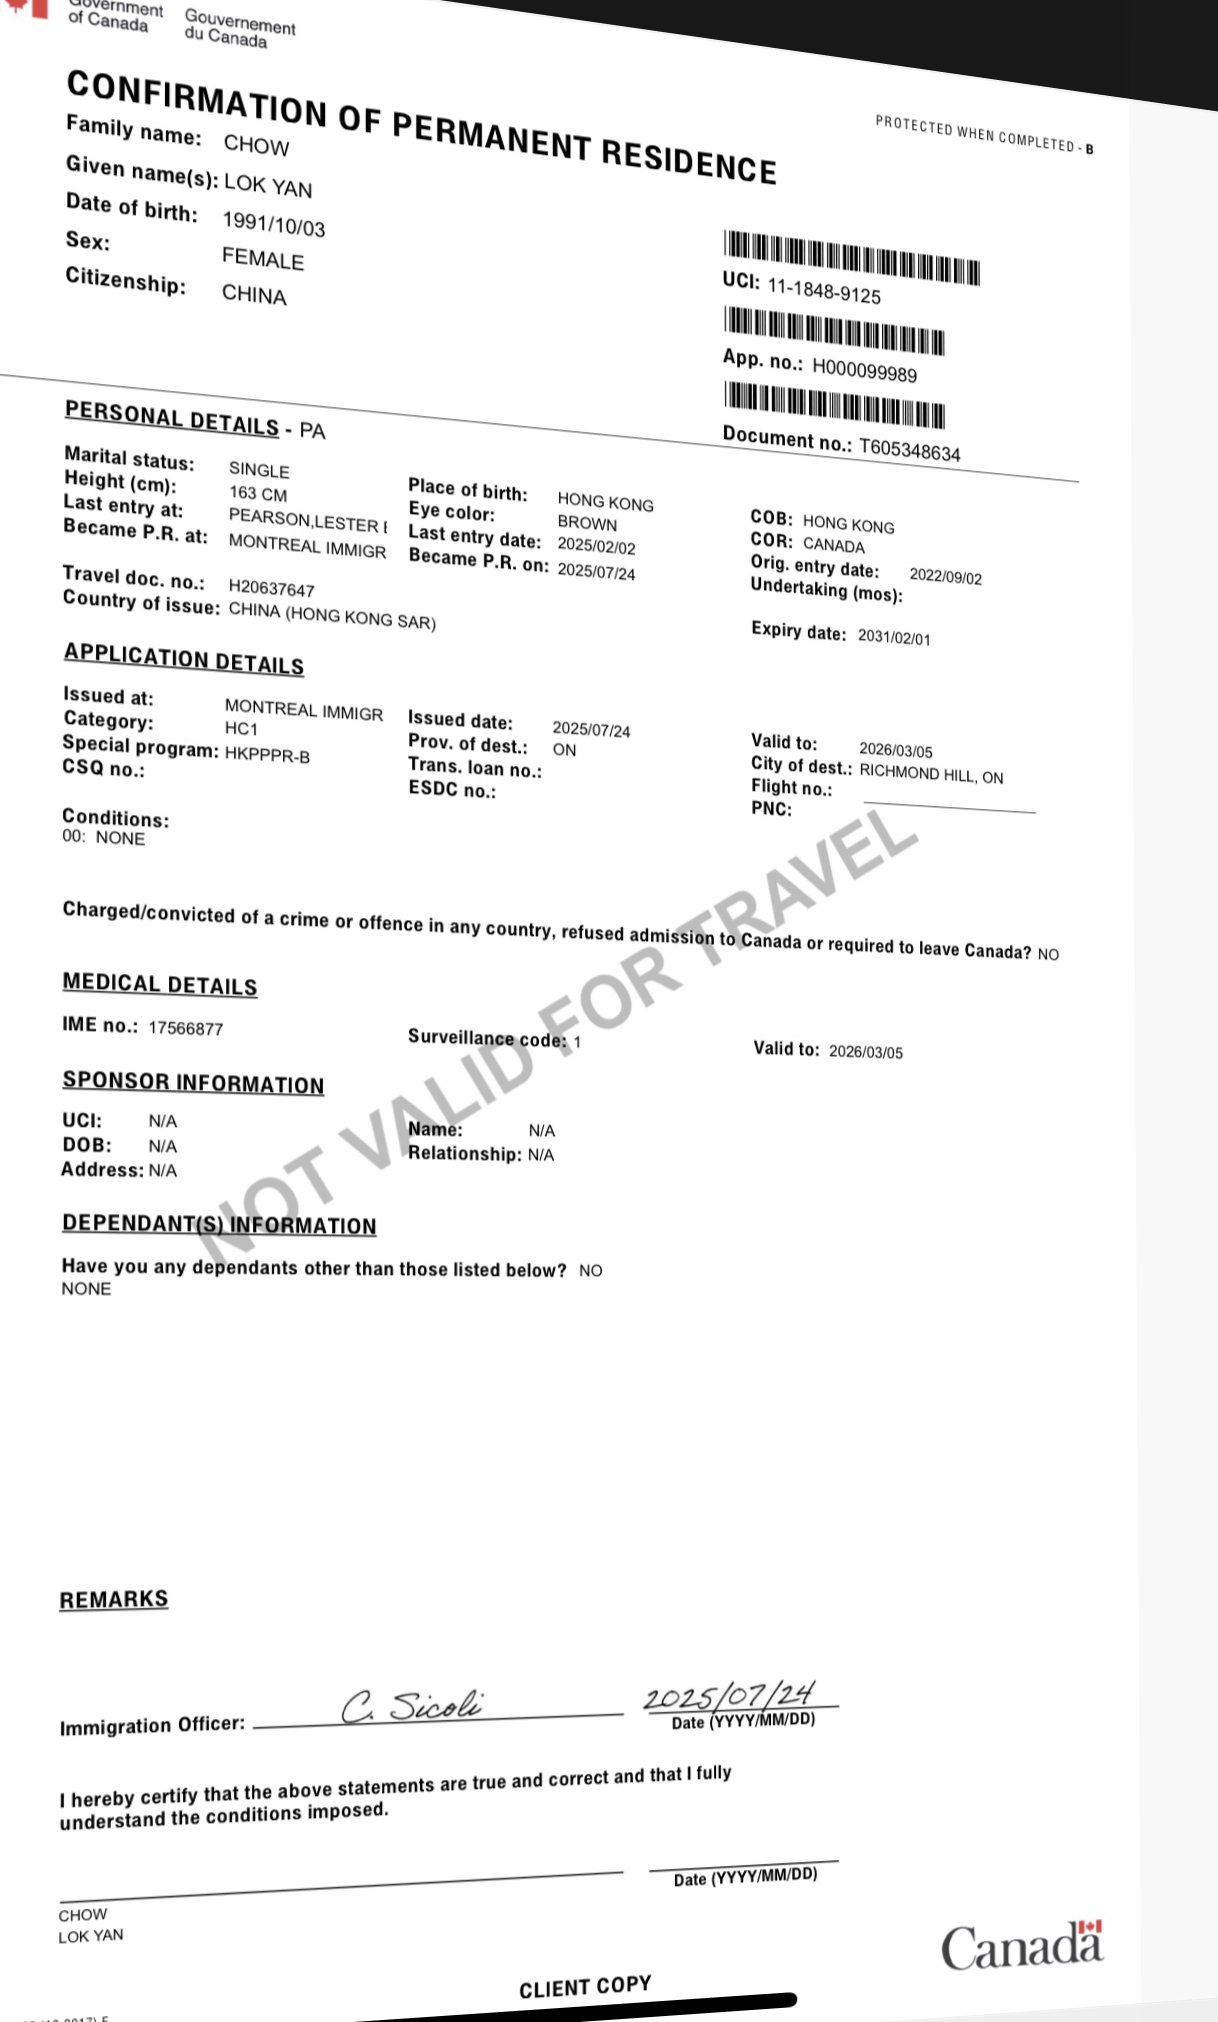 Government
of Canada
Gouvernement
du Canada
CONFIRMATION OF PERMANENT RESIDENCE
PROTECTED WHEN COMPLETED - B
Family name: CHOW
Given name(s): LOK YAN
Date of birth: 1991/10/03
Sex: FEMALE
Citizenship: CHINA
UCI: 11-1848-9125
App. no.: H000099989
Document no.: T605348634
PERSONAL DETAILS - PA
Marital status: SINGLE
Height (cm): 163 CM
Last entry at: PEARSON,LESTER
Became P.R. at: MONTREAL IMMIGR
Place of birth: HONG KONG
Eye color: BROWN
Last entry date: 2025/02/02
Became P.R. on: 2025/07/24
COB: HONG KONG
COR: CANADA
Orig. entry date: 2022/09/02
Undertaking (mos):
Travel doc. no.: H20637647
Country of issue: CHINA (HONG KONG SAR)
Expiry date: 2031/02/01
APPLICATION DETAILS
Issued at: MONTREAL IMMIGR
Category: HC1
Special program: HKPPPR-B
CSQ no.:
Issued date: 2025/07/24
Prov. of dest.: ON
Trans. loan no.:
ESDC no.:
Valid to: 2026/03/05
City of dest.: RICHMOND HILL, ON
Flight no.:
PNC:
Conditions:
00: NONE
NOT VALID FOR TRAVEL
Charged/convicted of a crime or offence in any country, refused admission to Canada or required to leave Canada? NO
MEDICAL DETAILS
IME no.: 17566877
Surveillance code: 1
Valid to: 2026/03/05
SPONSOR INFORMATION
UCI: N/A
DOB: N/A
Address: N/A
Name: N/A
Relationship: N/A
DEPENDANT(S) INFORMATION
Have you any dependants other than those listed below? NO
NONE
REMARKS
Immigration Officer: C. Sicoli
2025/07/24
Date (YYYY/MM/DD)
I hereby certify that the above statements are true and correct and that I fully
understand the conditions imposed.
Date (YYYY/MM/DD)
CHOW
LOK YAN
Canada
CLIENT COPY